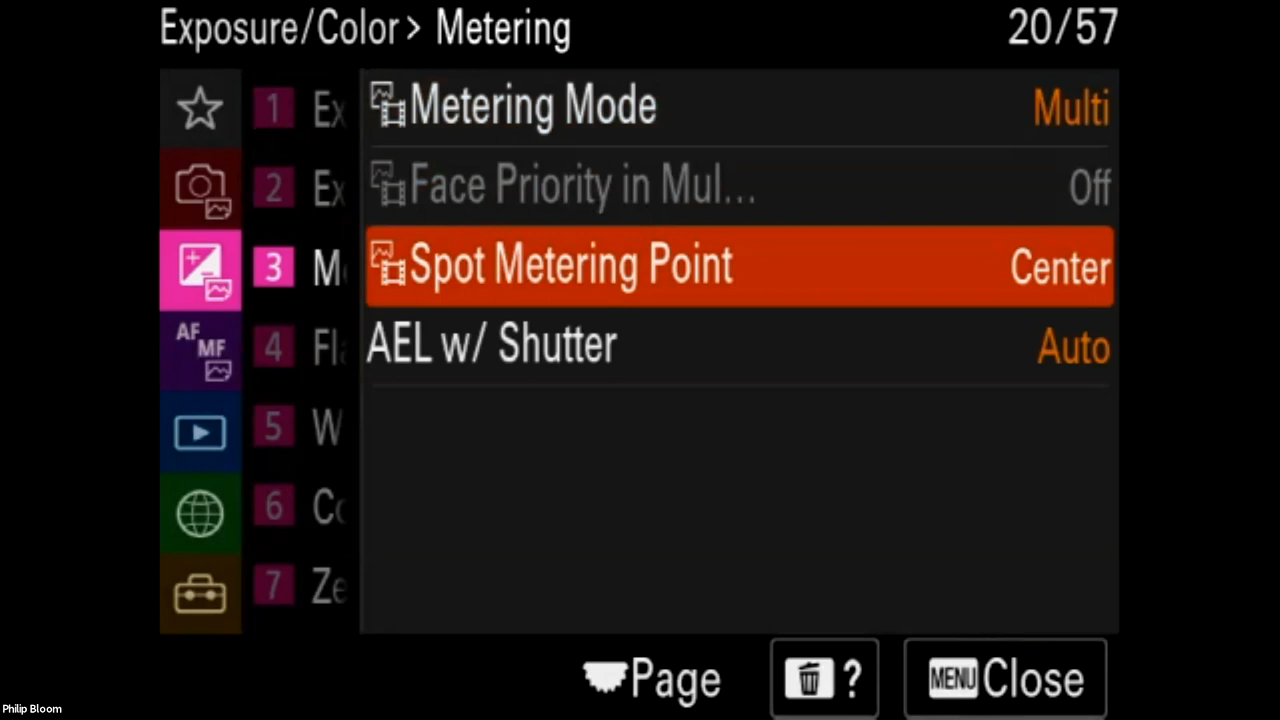 Exposure/Color> Metering 20/57
1 Ex
2 Ex
3 M
4 Fl
5 W
6 Co
7 Ze
AF
MF
Metering Mode Multi
Face Priority in Mul... Off
Spot Metering Point Center
AEL w/ Shutter Auto
Page ? MENU Close
Philip Bloom